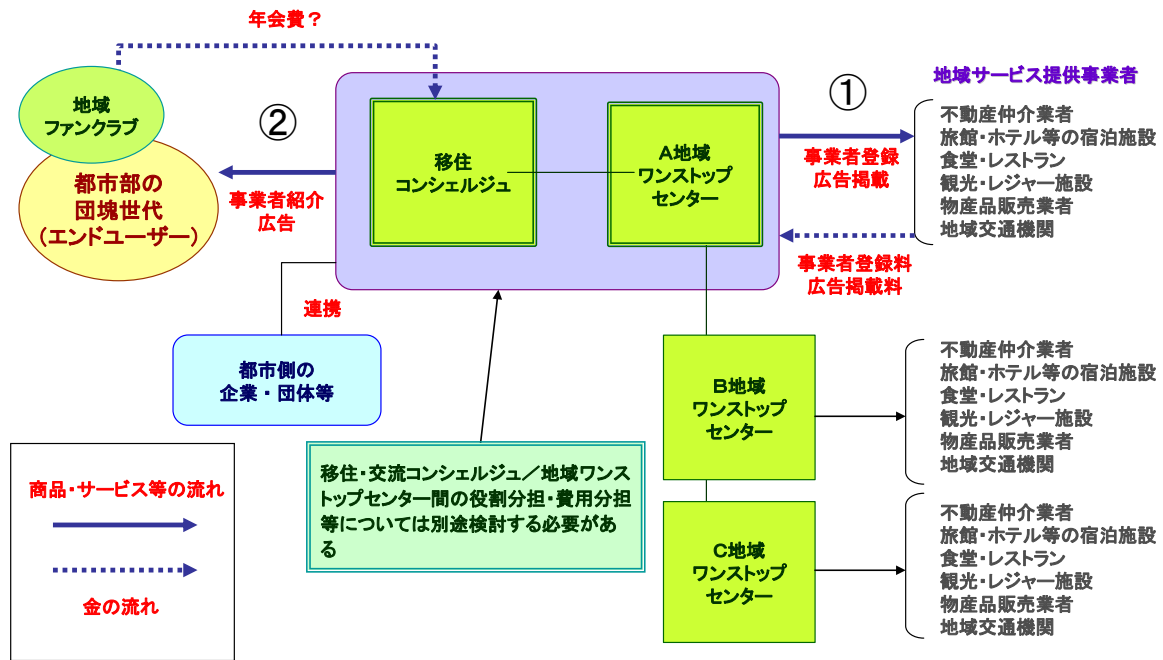 年会費？
地域
ファンクラブ
都市部の
団塊世代
（エンドユーザー）
②
事業者紹介
広告
移住
コンシェルジュ
Ａ地域
ワンストップ
センター
①
事業者登録
広告掲載
事業者登録料
広告掲載料
地域サービス提供事業者
不動産仲介業者
旅館・ホテル等の宿泊施設
食堂・レストラン
観光・レジャー施設
物産品販売業者
地域交通機関
連携
都市側の
企業・団体等
移住・交流コンシェルジュ／地域ワンス
トップセンター間の役割分担・費用分担
等については別途検討する必要があ
る
Ｂ地域
ワンストップ
センター
不動産仲介業者
旅館・ホテル等の宿泊施設
食堂・レストラン
観光・レジャー施設
物産品販売業者
地域交通機関
Ｃ地域
ワンストップ
センター
不動産仲介業者
旅館・ホテル等の宿泊施設
食堂・レストラン
観光・レジャー施設
物産品販売業者
地域交通機関
商品・サービス等の流れ
金の流れ